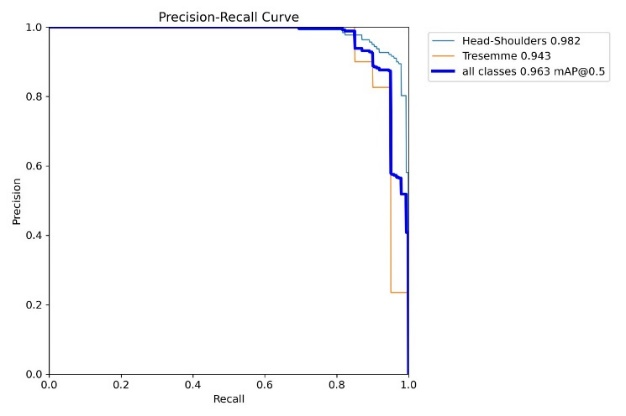 Precision-Recall Curve
1.0
0.8
0.6
0.4
0.2
0.0
Precision
0.0 0.2 0.4 0.6 0.8 1.0
Recall
Head-Shoulders 0.982
Tresemme 0.943
all classes 0.963 mAP@0.5